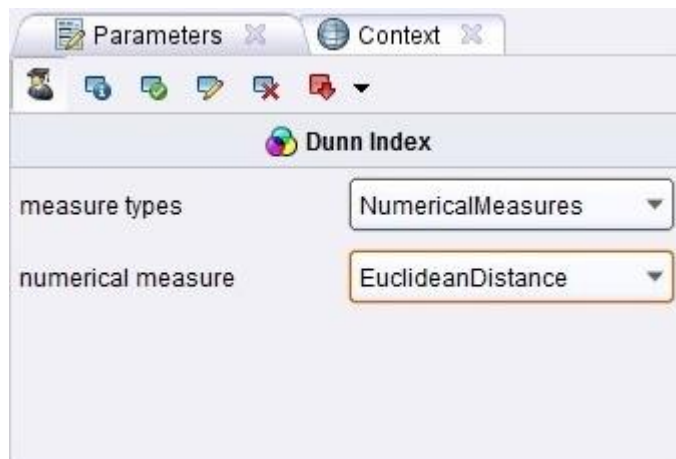 Parameters Context
Dunn Index
measure types NumericalMeasures
numerical measure EuclideanDistance